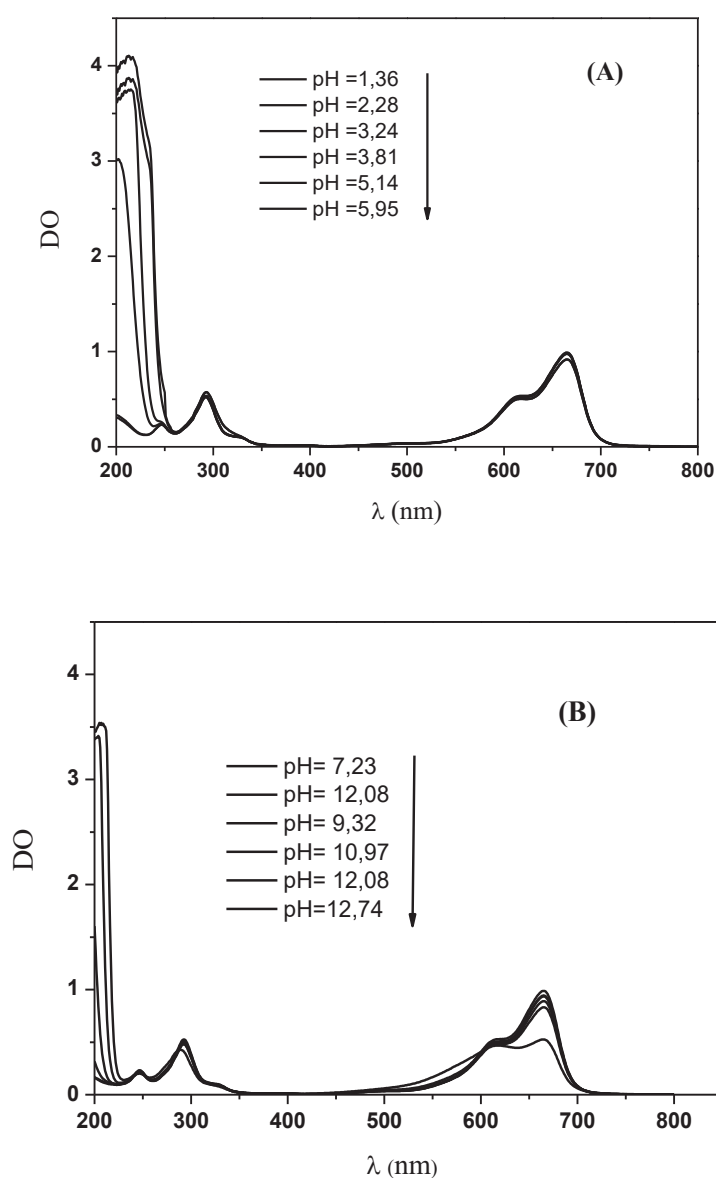 (A)
4
3
2
1
0
DO
pH =1,36
pH =2,28
pH =3,24
pH =3,81
pH =5,14
pH =5,95
200 300 400 500 600 700 800
λ (nm)
(B)
4
3
2
1
0
DO
pH= 7,23
pH= 12,08
pH= 9,32
pH= 10,97
pH= 12,08
pH=12,74
200 300 400 500 600 700 800
λ (nm)